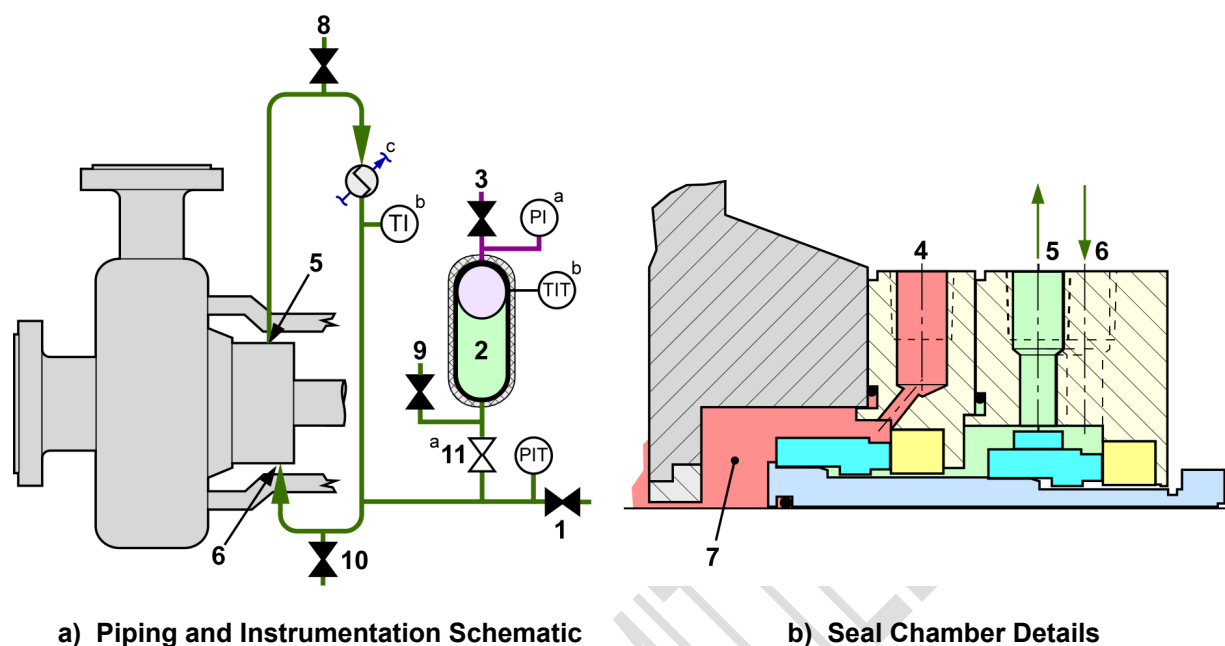 8
c
TI b
3
PI a
TIT b
5
2
9
a 11
PIT
1
6
10
4
5
6
7
a) Piping and Instrumentation Schematic
b) Seal Chamber Details